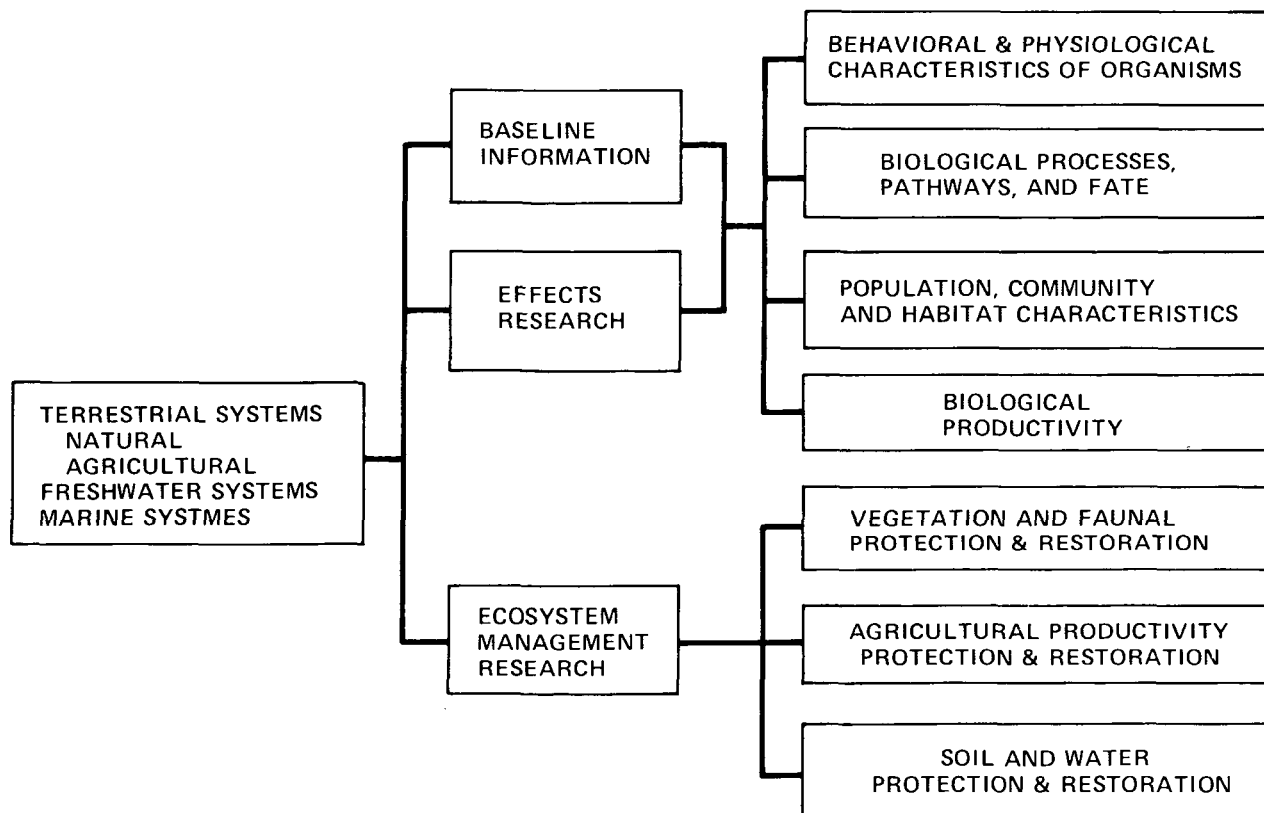 TERRESTRIAL SYSTEMS
NATURAL
AGRICULTURAL
FRESHWATER SYSTEMS
MARINE SYSTMES
BASELINE
INFORMATION
EFFECTS
RESEARCH
ECOSYSTEM
MANAGEMENT
RESEARCH
BEHAVIORAL & PHYSIOLOGICAL
CHARACTERISTICS OF ORGANISMS
BIOLOGICAL PROCESSES,
PATHWAYS, AND FATE
POPULATION, COMMUNITY
AND HABITAT CHARACTERISTICS
BIOLOGICAL
PRODUCTIVITY
VEGETATION AND FAUNAL
PROTECTION & RESTORATION
AGRICULTURAL PRODUCTIVITY
PROTECTION & RESTORATION
SOIL AND WATER
PROTECTION & RESTORATION